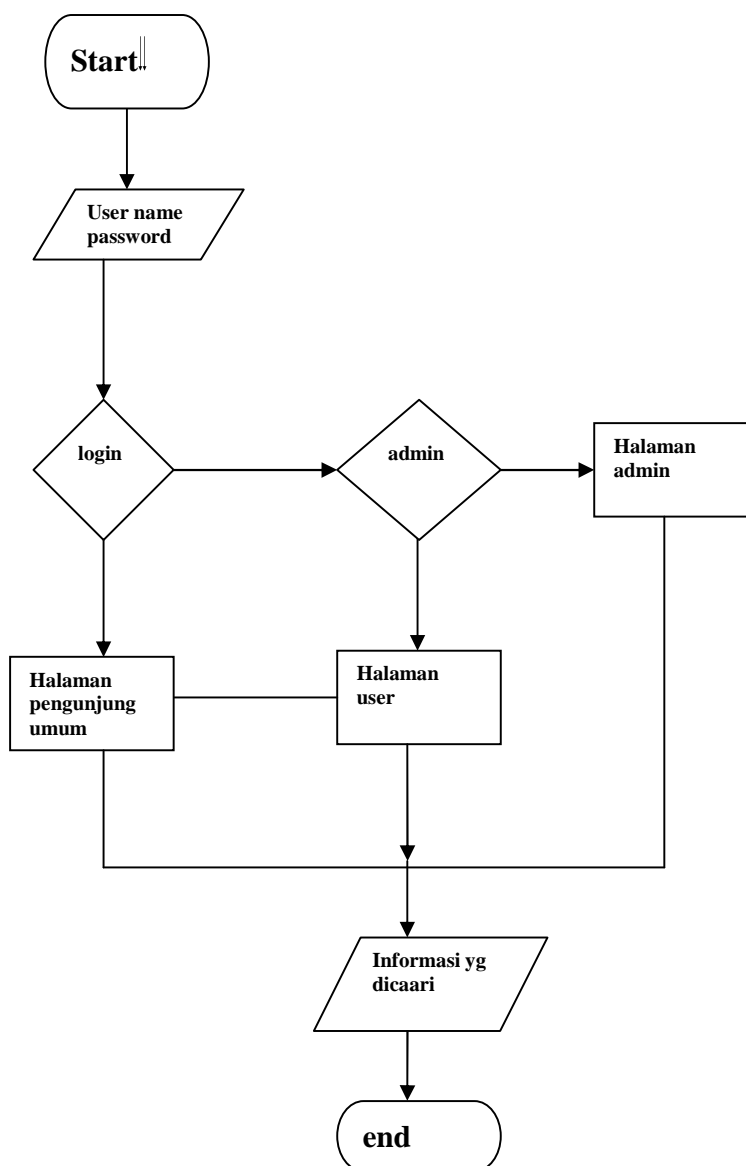 Start
User name
password
login
admin
Halaman
admin
Halaman
pengunjung
umum
Halaman
user
Informasi yg
dicaari
end